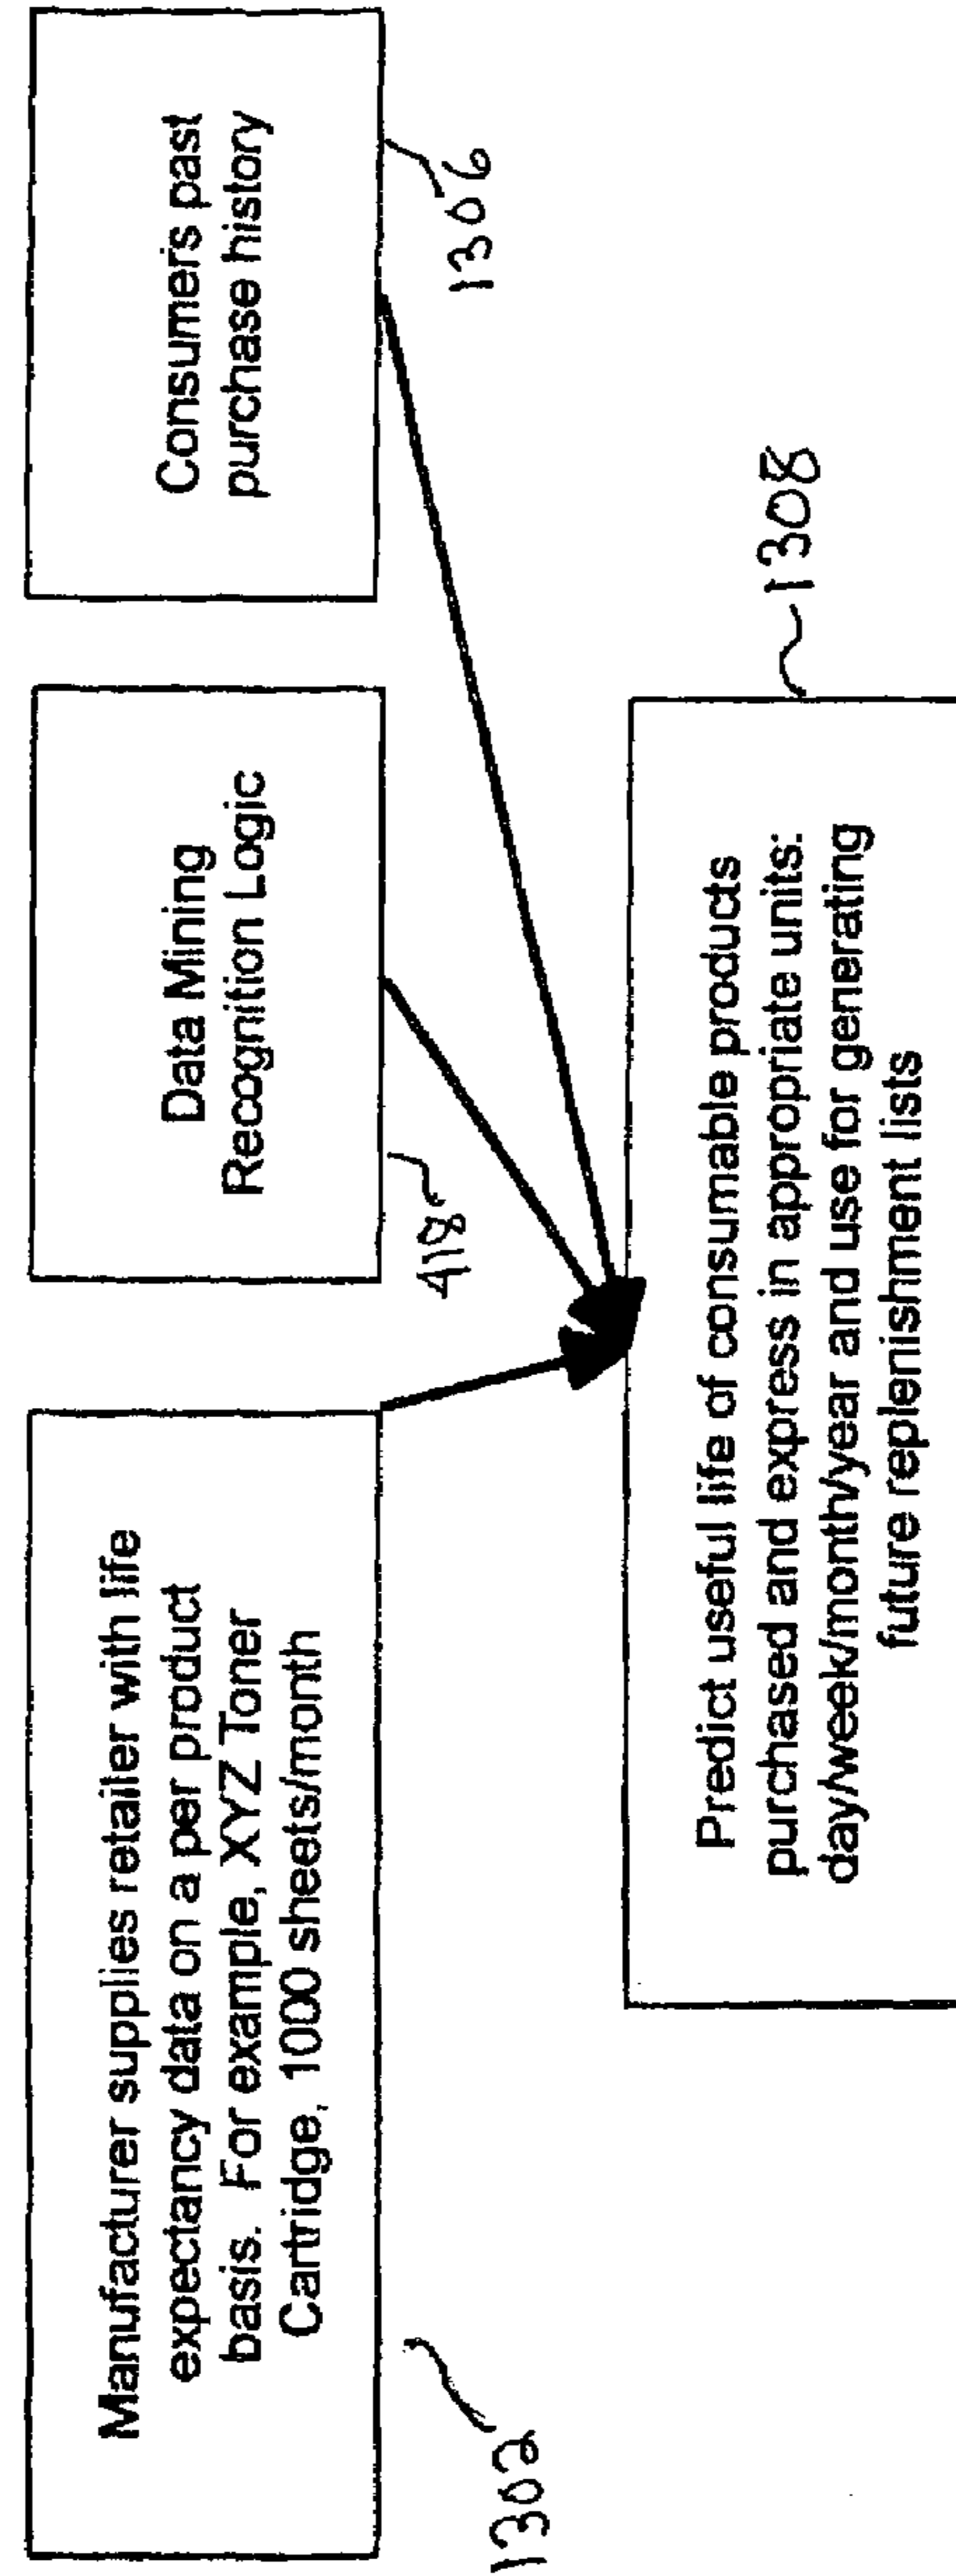 Manufacturer supplies retailer with life
expectancy data on a per product
basis. For example, XYZ Toner
Cartridge, 1000 sheets/month
1302
Data Mining
Recognition Logic
418
Consumers past
purchase history
1306
Predict useful life of consumable products
purchased and express in appropriate units:
day/week/month/year and use for generating
future replenishment lists
1308